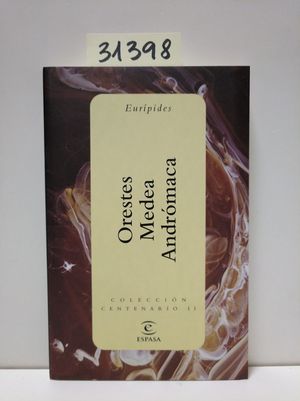 31398
Eurípides
Orestes
Medea
Andrómaca
COLECCIÓN
CENTENARIO II
e
ESPASA